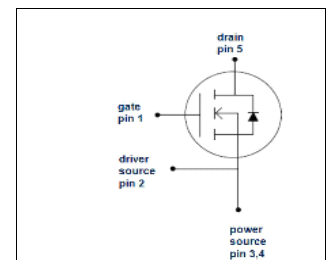 drain
pin 5
gate
pin 1
driver
source
pin 2
power
source
pin 3,4